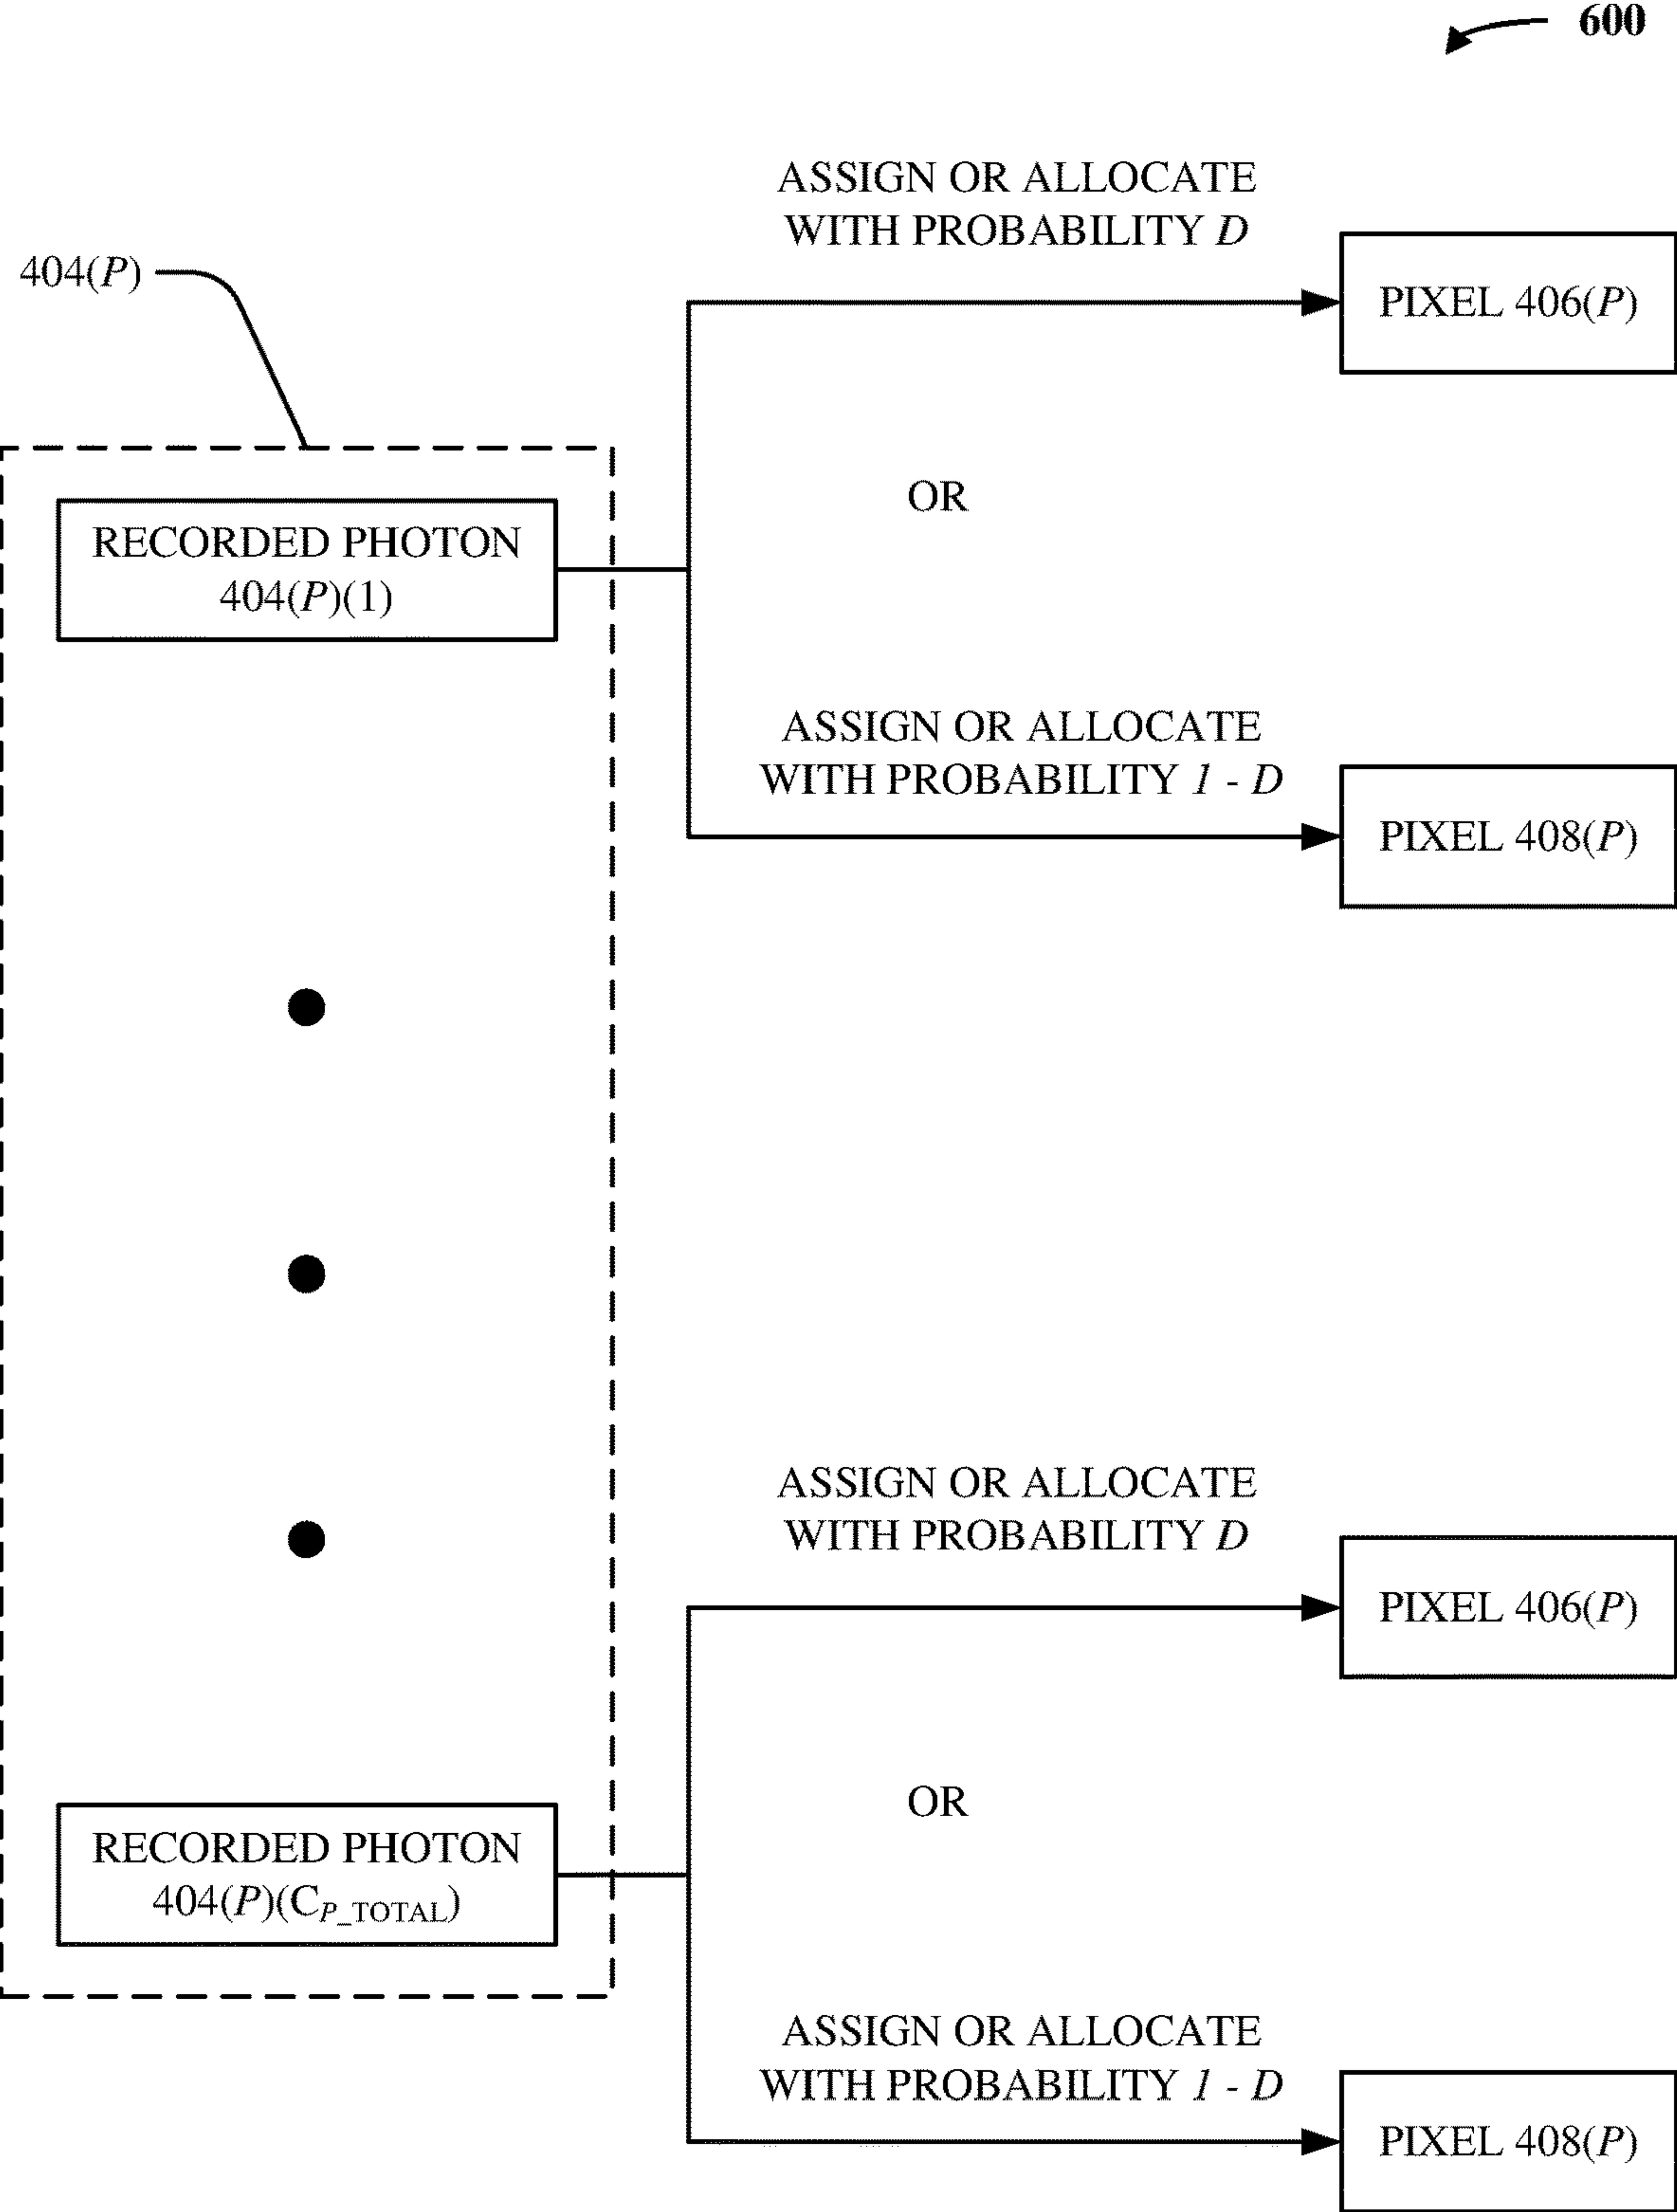 600
ASSIGN OR ALLOCATE
WITH PROBABILITY D
404(P)
PIXEL 406(P)
OR
RECORDED PHOTON
404(P)(1)
ASSIGN OR ALLOCATE
WITH PROBABILITY 1 - D
PIXEL 408(P)
ASSIGN OR ALLOCATE
WITH PROBABILITY D
PIXEL 406(P)
OR
RECORDED PHOTON
404(P)(C_P_TOTAL)
ASSIGN OR ALLOCATE
WITH PROBABILITY 1 - D
PIXEL 408(P)